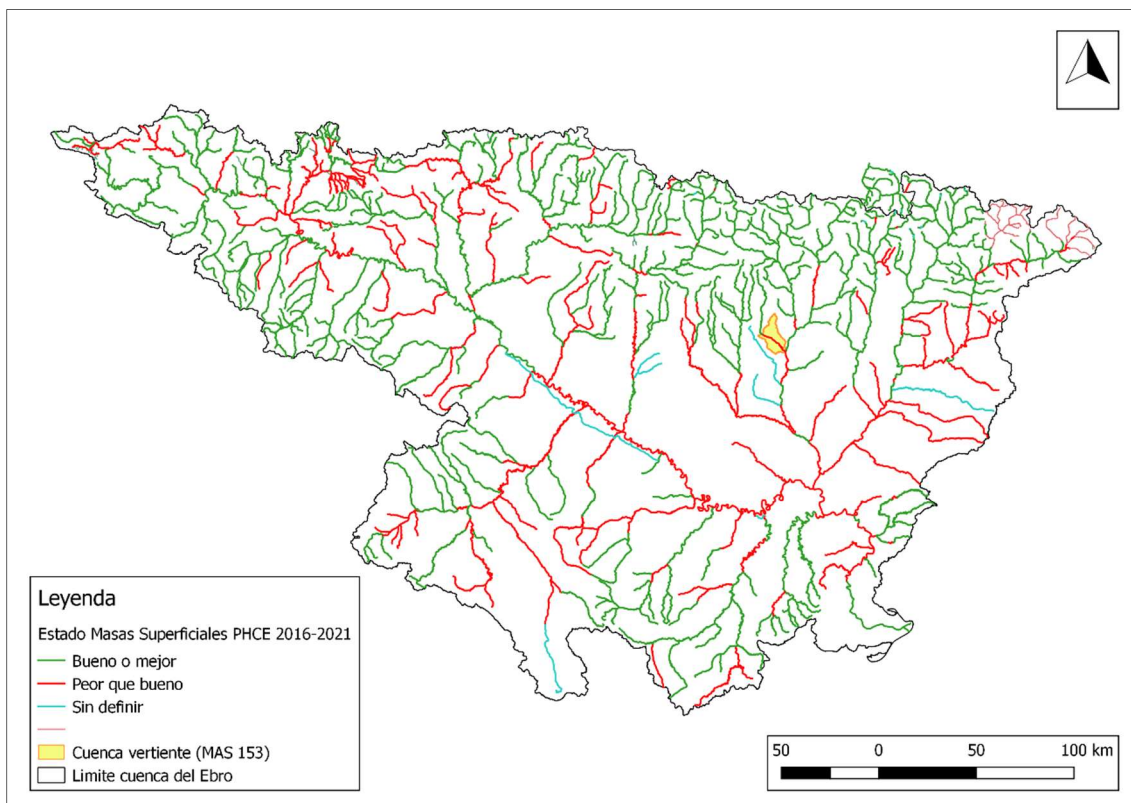 Leyenda
Estado Masas Superficiales PHCE 2016-2021
Bueno o mejor
Peor que bueno
Sin definir
Cuenca vertiente (MAS 153)
Limite cuenca del Ebro
50 0 50 100 km